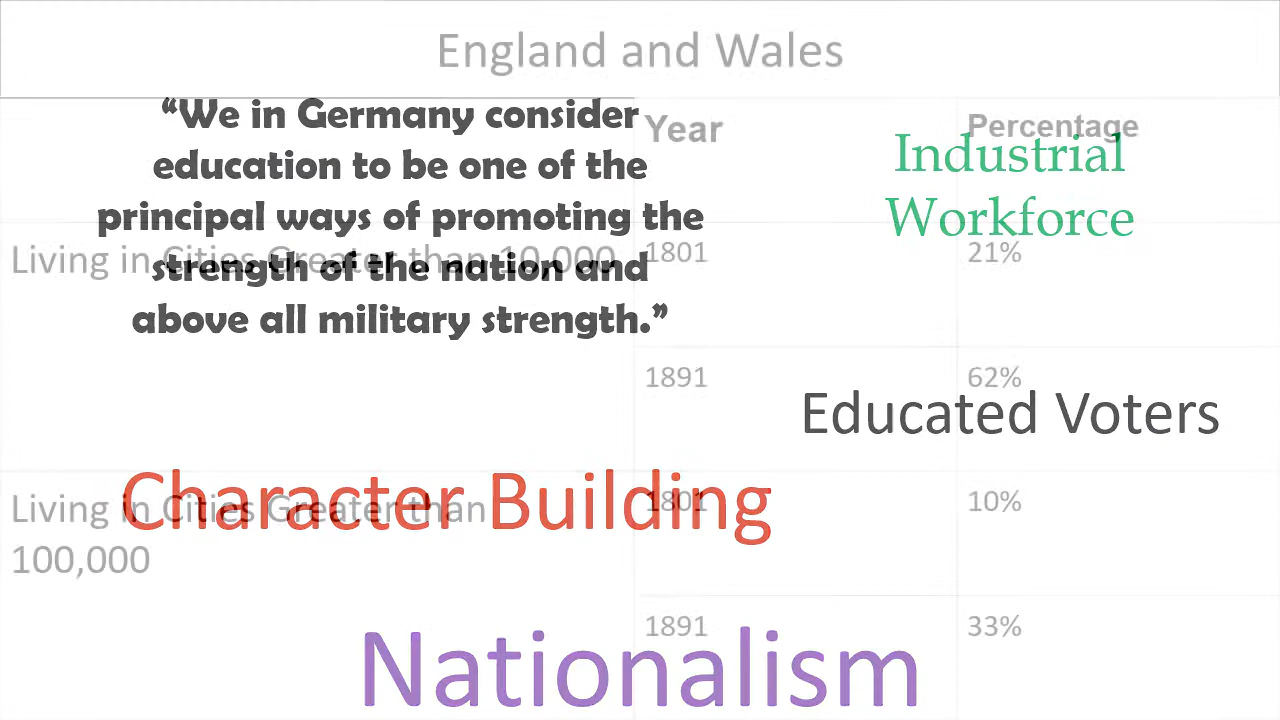 England and Wales
“We in Germany consider
education to be one of the
principal ways of promoting the
strength of the nation and
above all military strength.”
Year
Percentage
Industrial
Workforce
Living in Cities Greater than 10,000
1801
21%
1891
62%
Educated Voters
Character Building
Living in Cities Greater than
100,000
1801
10%
1891
33%
Nationalism